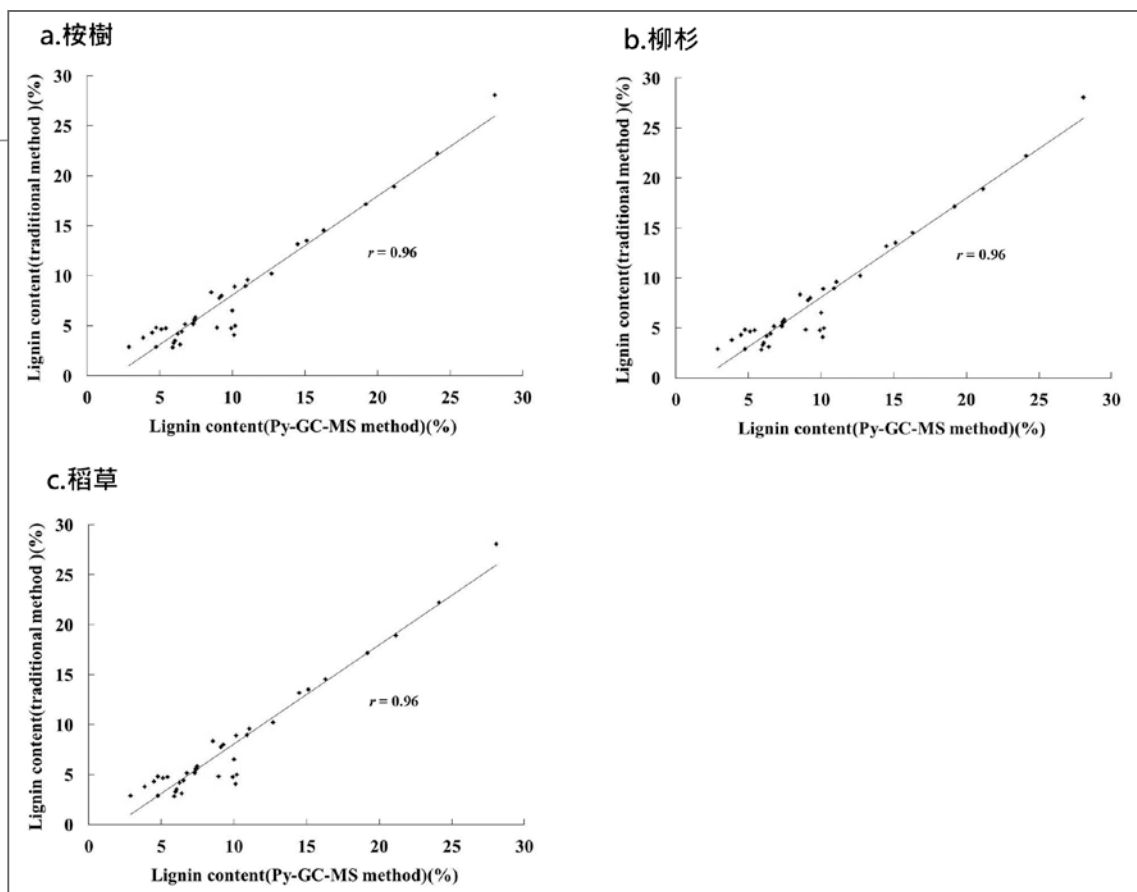 a.桉樹
Lignin content(traditional method )(%)
30
25
20
15
10
5
0
r = 0.96
0 5 10 15 20 25 30
Lignin content(Py-GC-MS method)(%)
b.柳杉
Lignin content(traditional method )(%)
30
25
20
15
10
5
0
r = 0.96
0 5 10 15 20 25 30
Lignin content(Py-GC-MS method)(%)
c.稻草
Lignin content(traditional method )(%)
30
25
20
15
10
5
0
r = 0.96
0 5 10 15 20 25 30
Lignin content(Py-GC-MS method)(%)